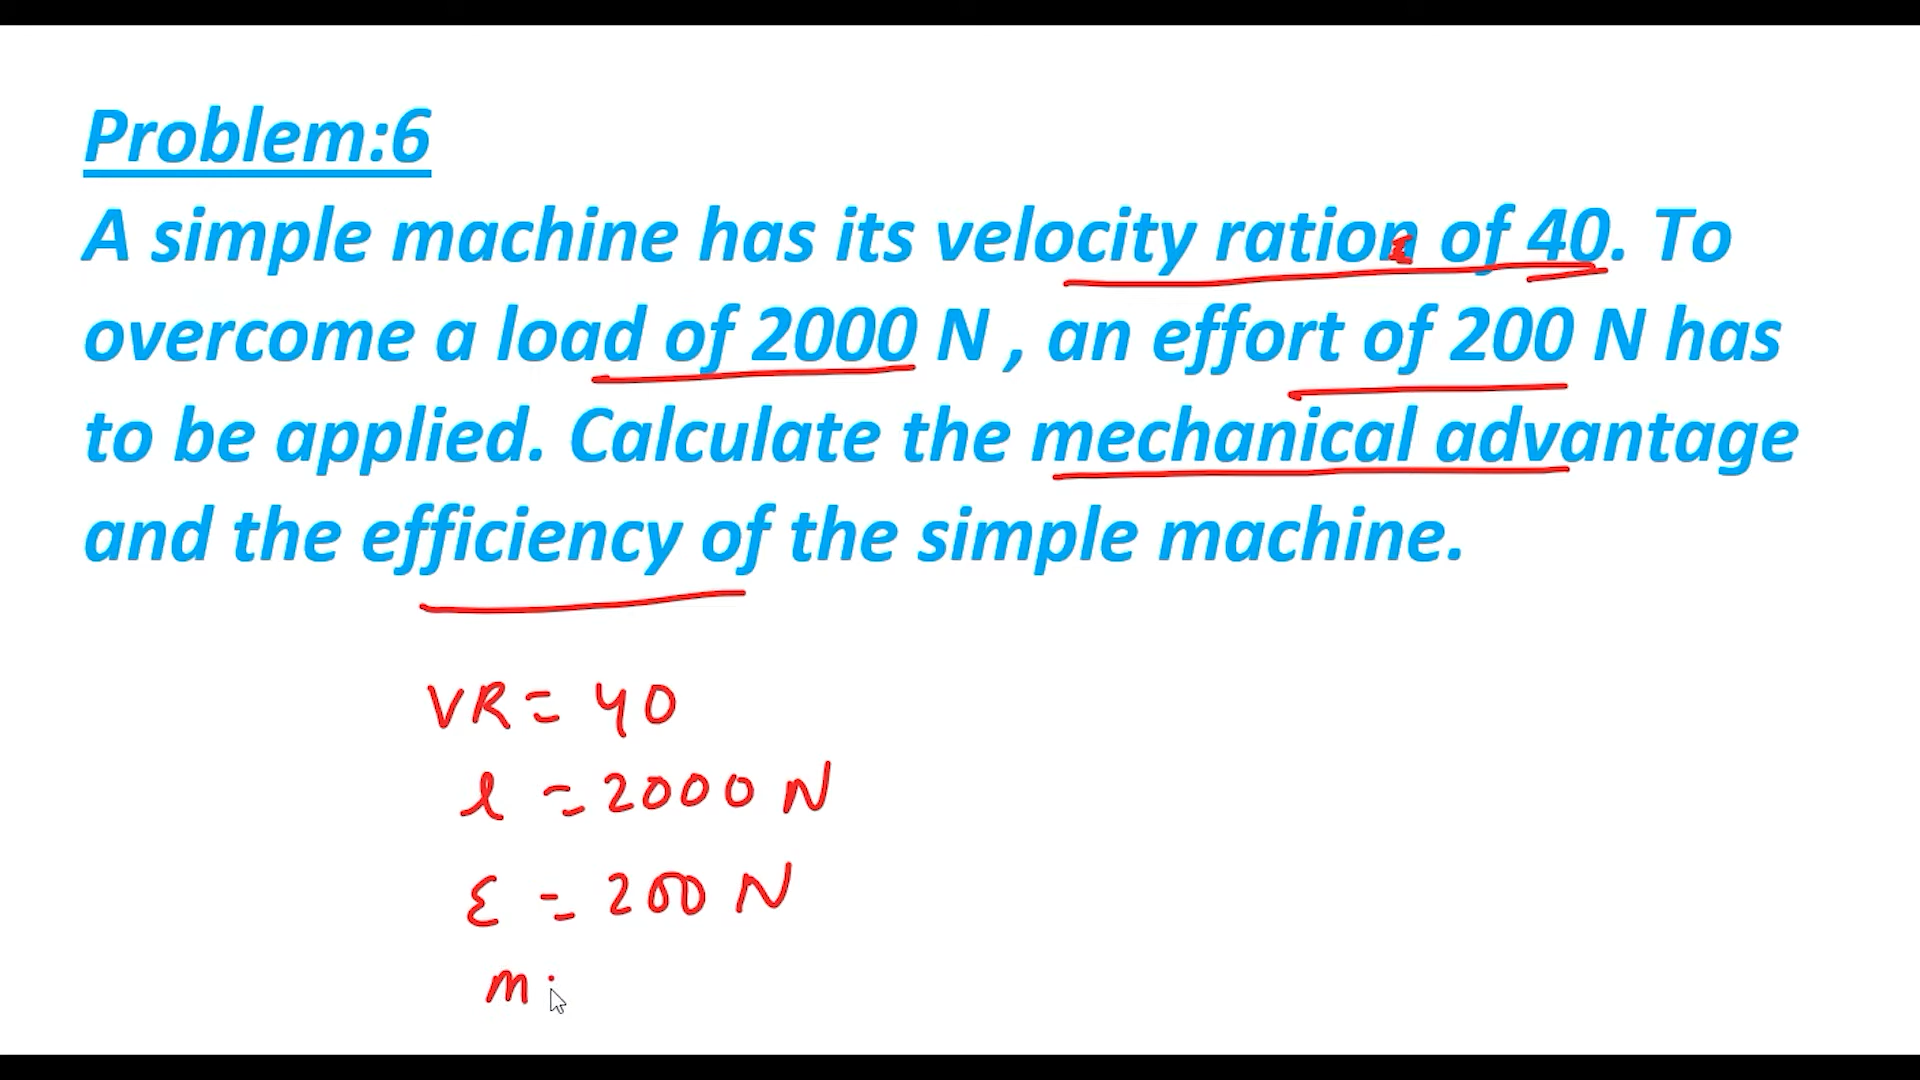 Problem:6
A simple machine has its velocity ration of 40. To
overcome a load of 2000 N , an effort of 200 N has
to be applied. Calculate the mechanical advantage
and the efficiency of the simple machine.
VR = 40
l = 2000 N
E = 200 N
m